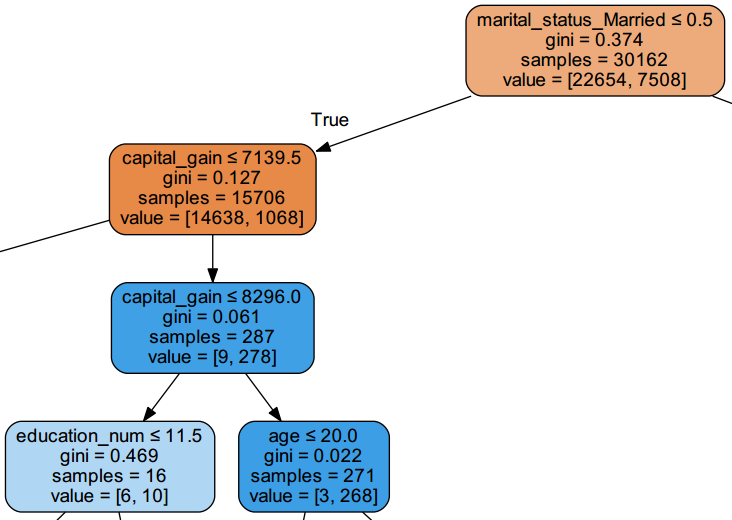 marital_status_Married ≤ 0.5
gini = 0.374
samples = 30162
value = [22654, 7508]
True
capital_gain ≤ 7139.5
gini = 0.127
samples = 15706
value = [14638, 1068]
capital_gain ≤ 8296.0
gini = 0.061
samples = 287
value = [9, 278]
education_num ≤ 11.5
gini = 0.469
samples = 16
value = [6, 10]
age ≤ 20.0
gini = 0.022
samples = 271
value = [3, 268]